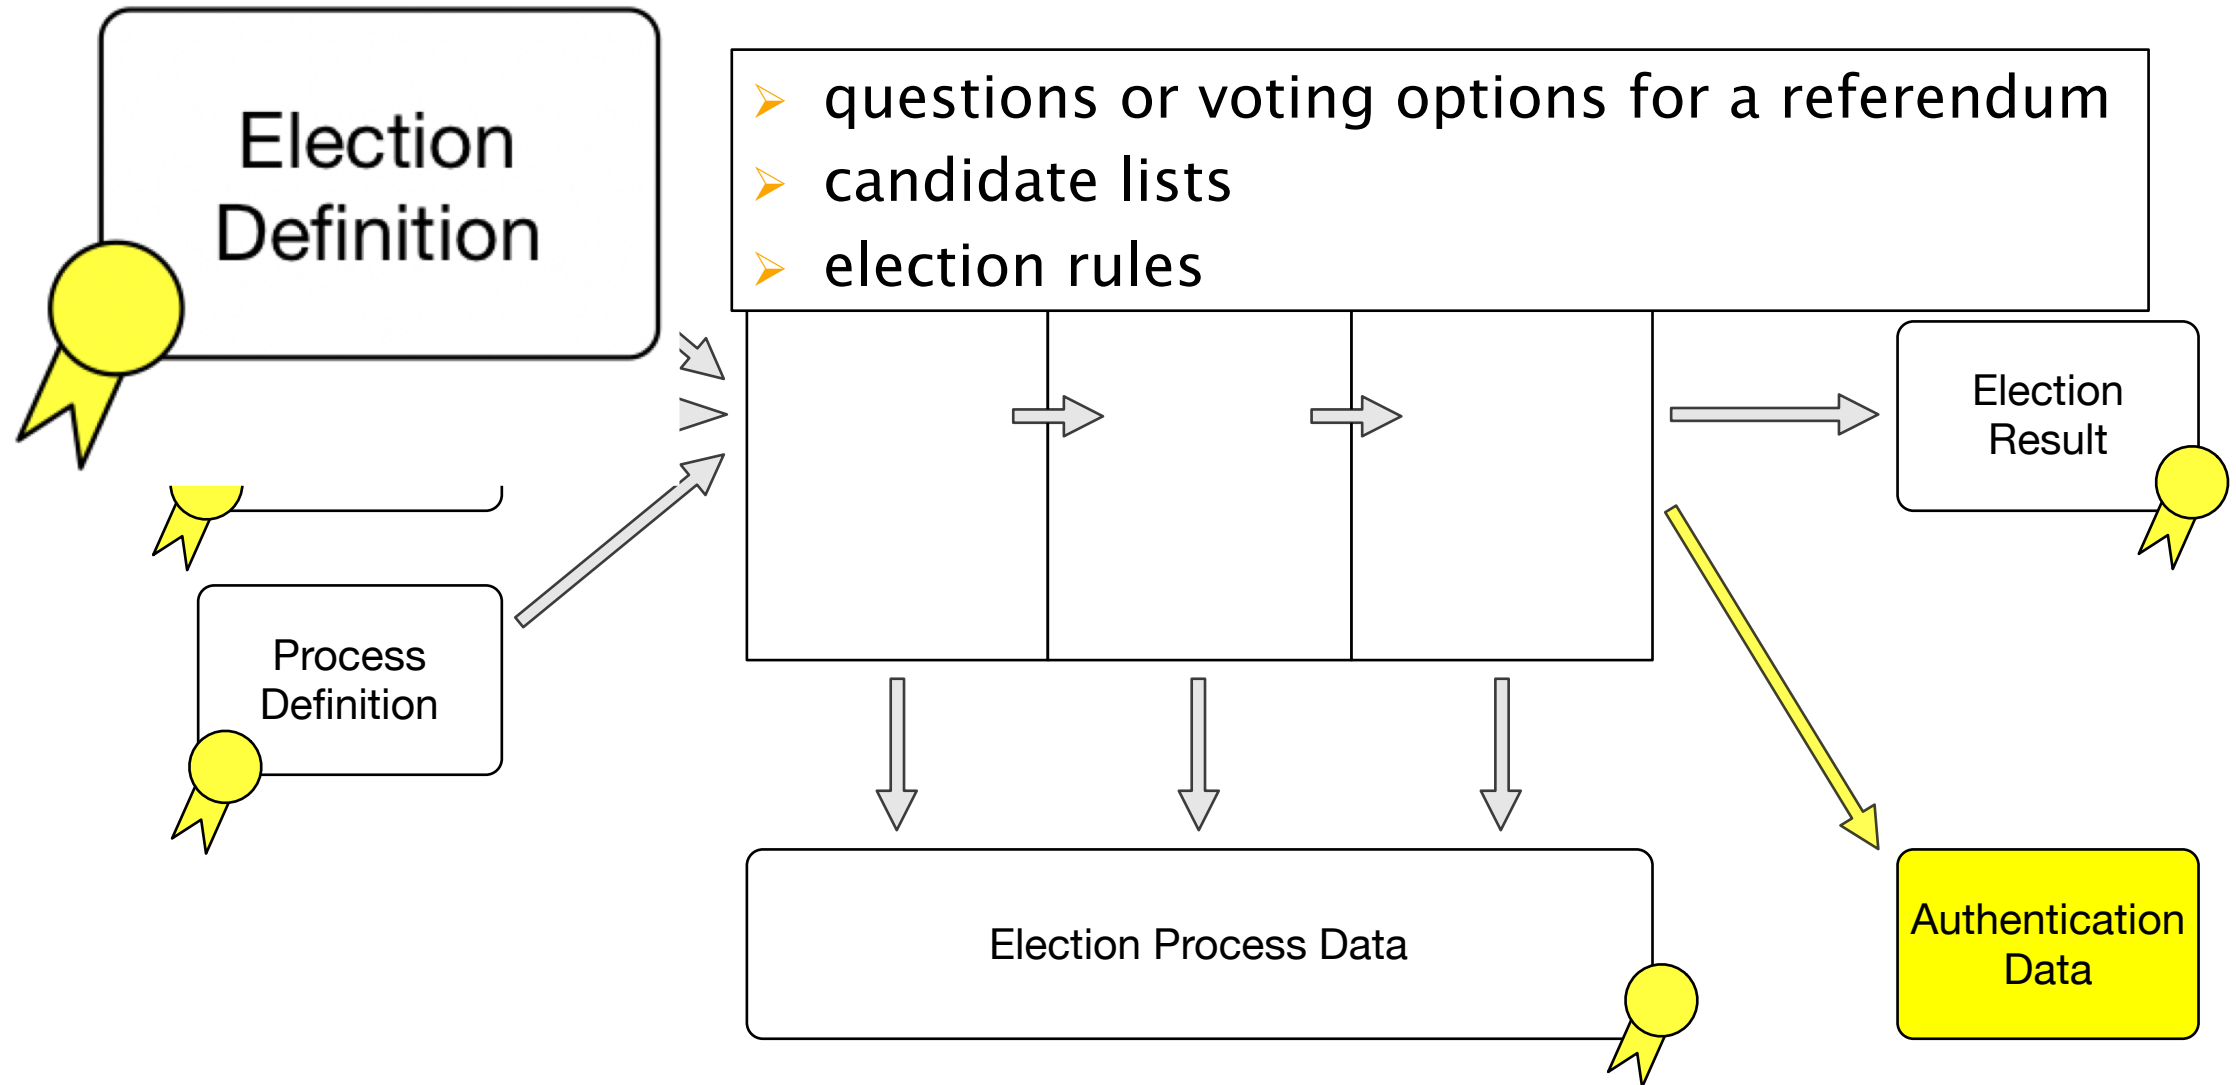 Election
Definition
➢ questions or voting options for a referendum
➢ candidate lists
➢ election rules
Election
Result
Process
Definition
Election Process Data
Authentication
Data